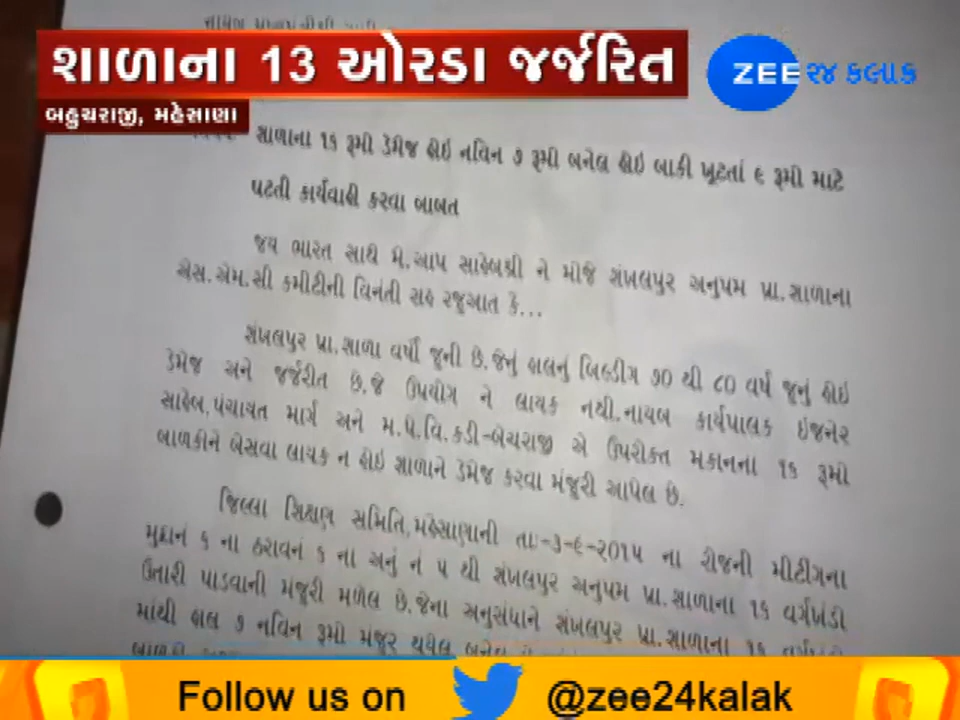 શાળાના 13 ઓરડા જર્જરિત
ZEE ૨૪ કલાક
બહુચરાજી, મહેસાણા
શાળાના ૧૬ રૂમો ડેમેજ હોઇ નવિન ૭ રૂમો બનેલ હોઇ બાકી ખૂટતાં ૯ રૂમો માટે
ઘટતી કાર્યવાહી કરવા બાબત
જય ભારત સાથે મે.આપ સાહેબશ્રી ને મોજે શંખલપુર અનુપમ પ્રા.શાળાના
એસ.એમ.સી કમીટીની વિનંતી સહ રજુઆત કે...
શંખલપુર પ્રા.શાળા વર્ષો જૂની છે.જેનું હાલનું બિલ્ડીંગ ૭૦ થી ૮૦ વર્ષ જૂનું હોઇ
ડેમેજ અને જર્જરીત છે.જે ઉપયોગ ને લાયક નથી.નાયબ કાર્યપાલક ઇજનેર
સાહેબ,પંચાયત માર્ગ અને મ.પે.વિ.કડી-બેચરાજી એ ઉપરોક્ત મકાનના ૧૬ રૂમો
બાળકોને બેસવા લાયક ન હોઇ શાળાને ડેમેજ કરવા મંજૂરી આપેલ છે.
જિલ્લા શિક્ષણ સમિતિ,મહેસાણાની તા:-૩-૯-૨૦૧૫ ના રોજની મીટીંગના
મુદ્દાનં ૬ ના ઠરાવનં ૬ ના અનું નં ૫ થી શંખલપુર અનુપમ પ્રા.શાળાના ૧૬ વર્ગખંડો
ઉતારી પાડવાની મંજૂરી મળેલ છે.જેના અનુસંધાને શંખલપુર પ્રા.શાળાના ૧૬
માંથી હાલ ૭ નવિન રૂમો મંજૂર થયેલ
Follow us on @zee24kalak